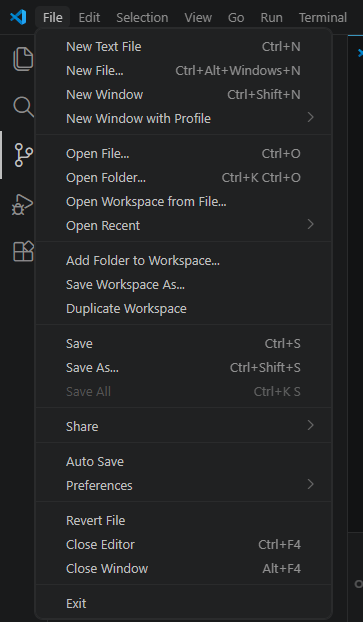 File Edit Selection View Go Run Terminal
New Text File Ctrl+N
New File... Ctrl+Alt+Windows+N
New Window Ctrl+Shift+N
New Window with Profile
Open File... Ctrl+O
Open Folder... Ctrl+K Ctrl+O
Open Workspace from File...
Open Recent
Add Folder to Workspace...
Save Workspace As...
Duplicate Workspace
Save Ctrl+S
Save As... Ctrl+Shift+S
Save All Ctrl+K S
Share
Auto Save
Preferences
Revert File
Close Editor Ctrl+F4
Close Window Alt+F4
Exit